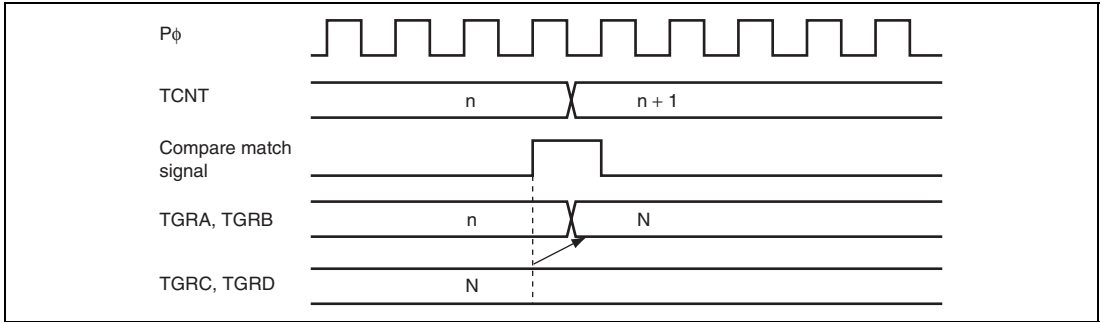 Pφ
TCNT n n + 1
Compare match
signal
TGRA, TGRB n N
TGRC, TGRD N